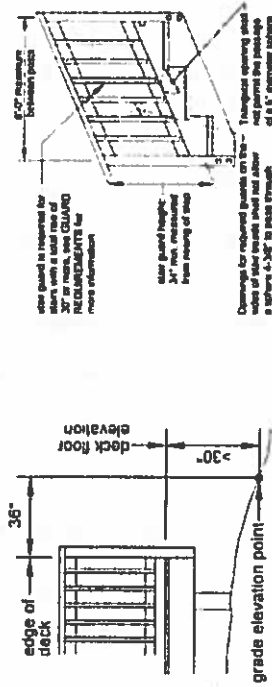 36"
edge of
deck
deck floor
elevation
>30"
grade elevation point
6'-0" maximum
between posts
stair guard is required for
stairs with a total rise of
30" or more, see GUARD
REQUIREMENTS for
more information
stair guard height:
34" min. measured
from nosing of step
Openings for required guards on the
sides of stair treads shall not allow
a sphere 4-3/8" to pass through
Triangular opening shall
not permit the passage
of a 6" diameter sphere